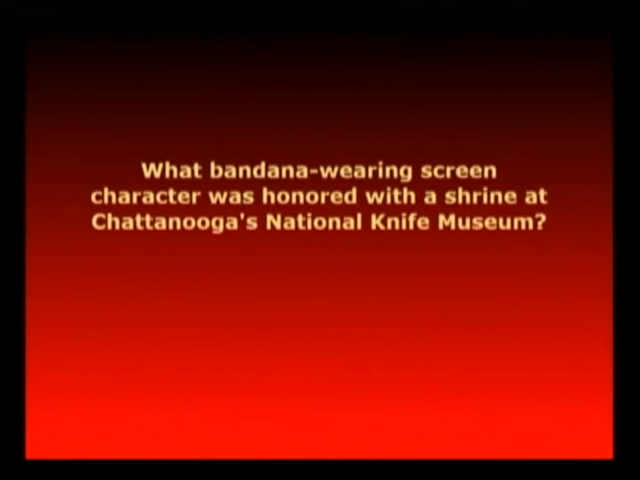 What bandana-wearing screen
character was honored with a shrine at
Chattanooga's National Knife Museum?